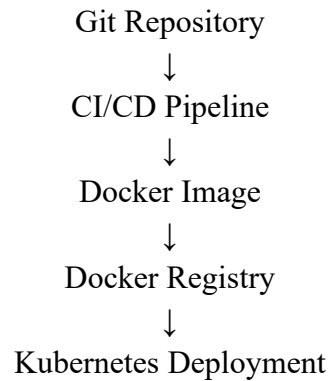 Git Repository
↓
CI/CD Pipeline
↓
Docker Image
↓
Docker Registry
↓
Kubernetes Deployment